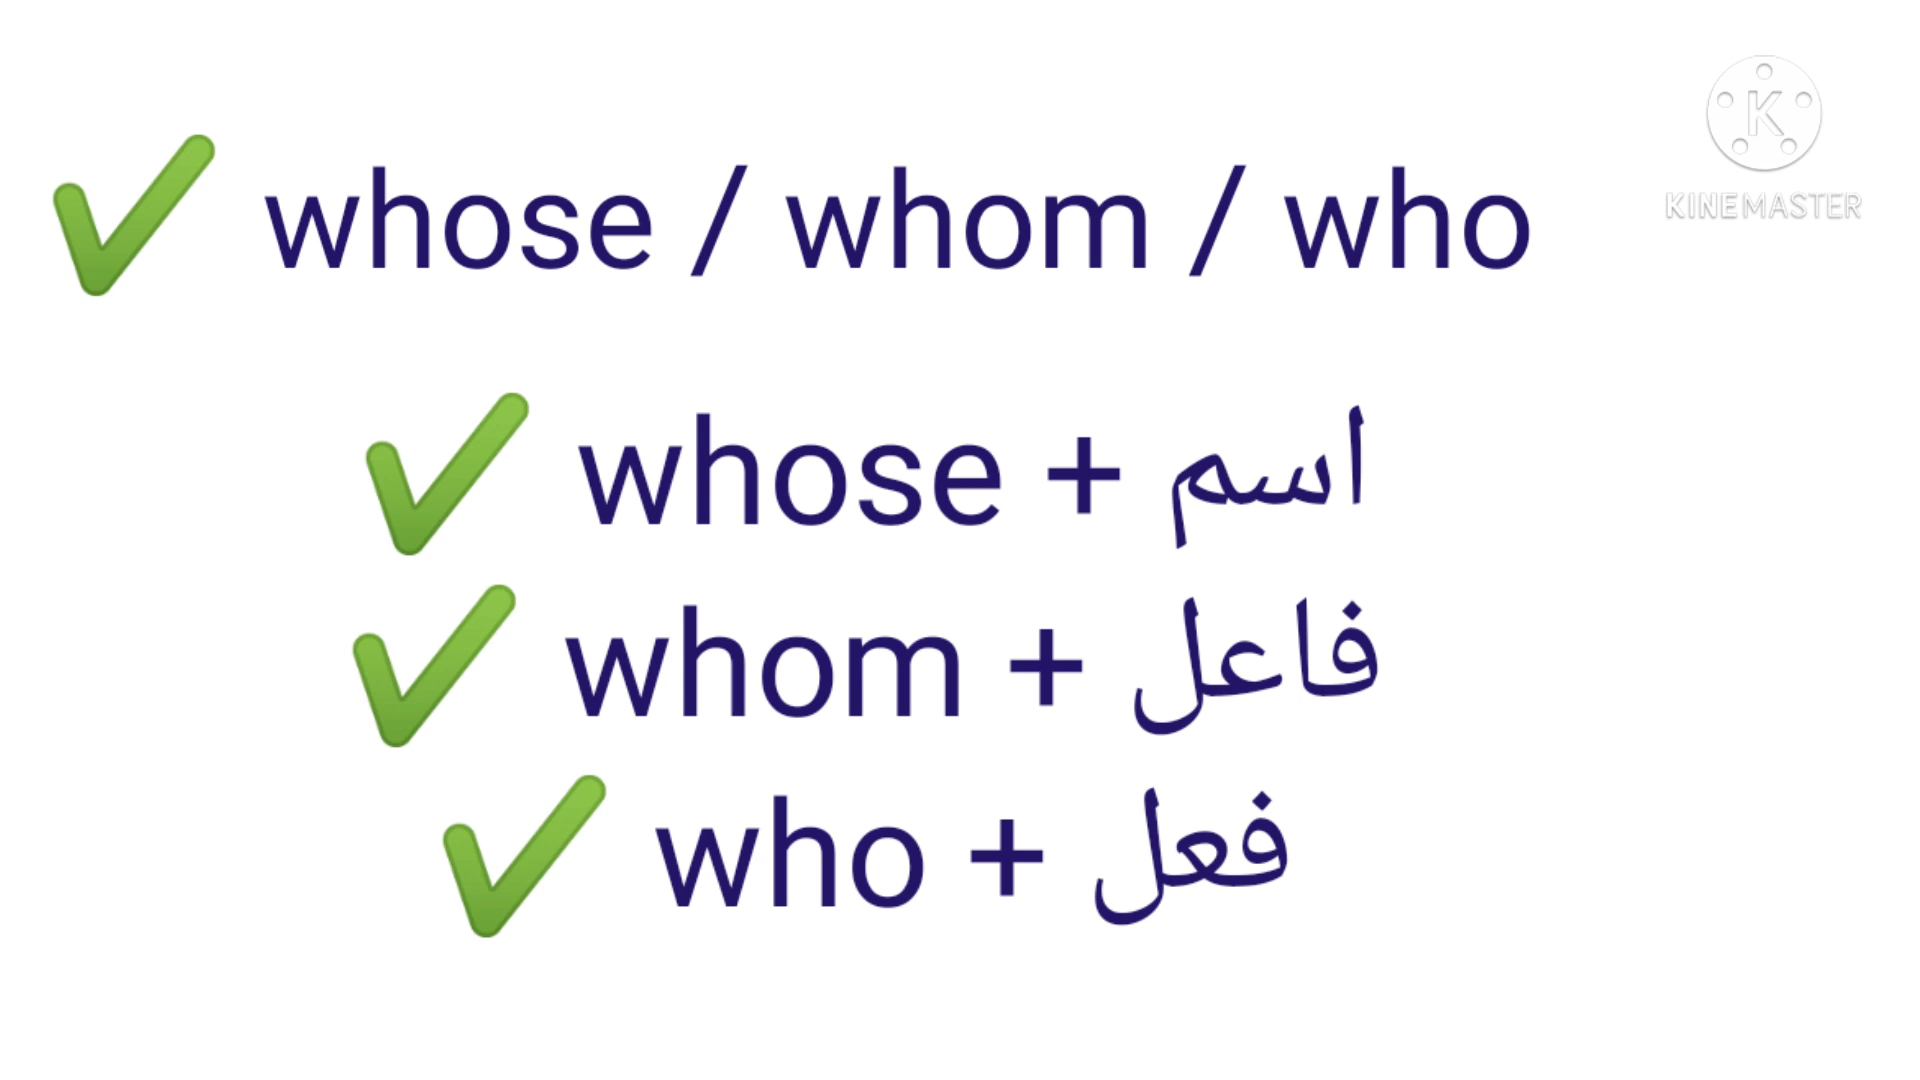 ✔ whose / whom / who
K
KINEMASTER
✔ whose + اسم
✔ whom + فاعل
✔ who + فعل